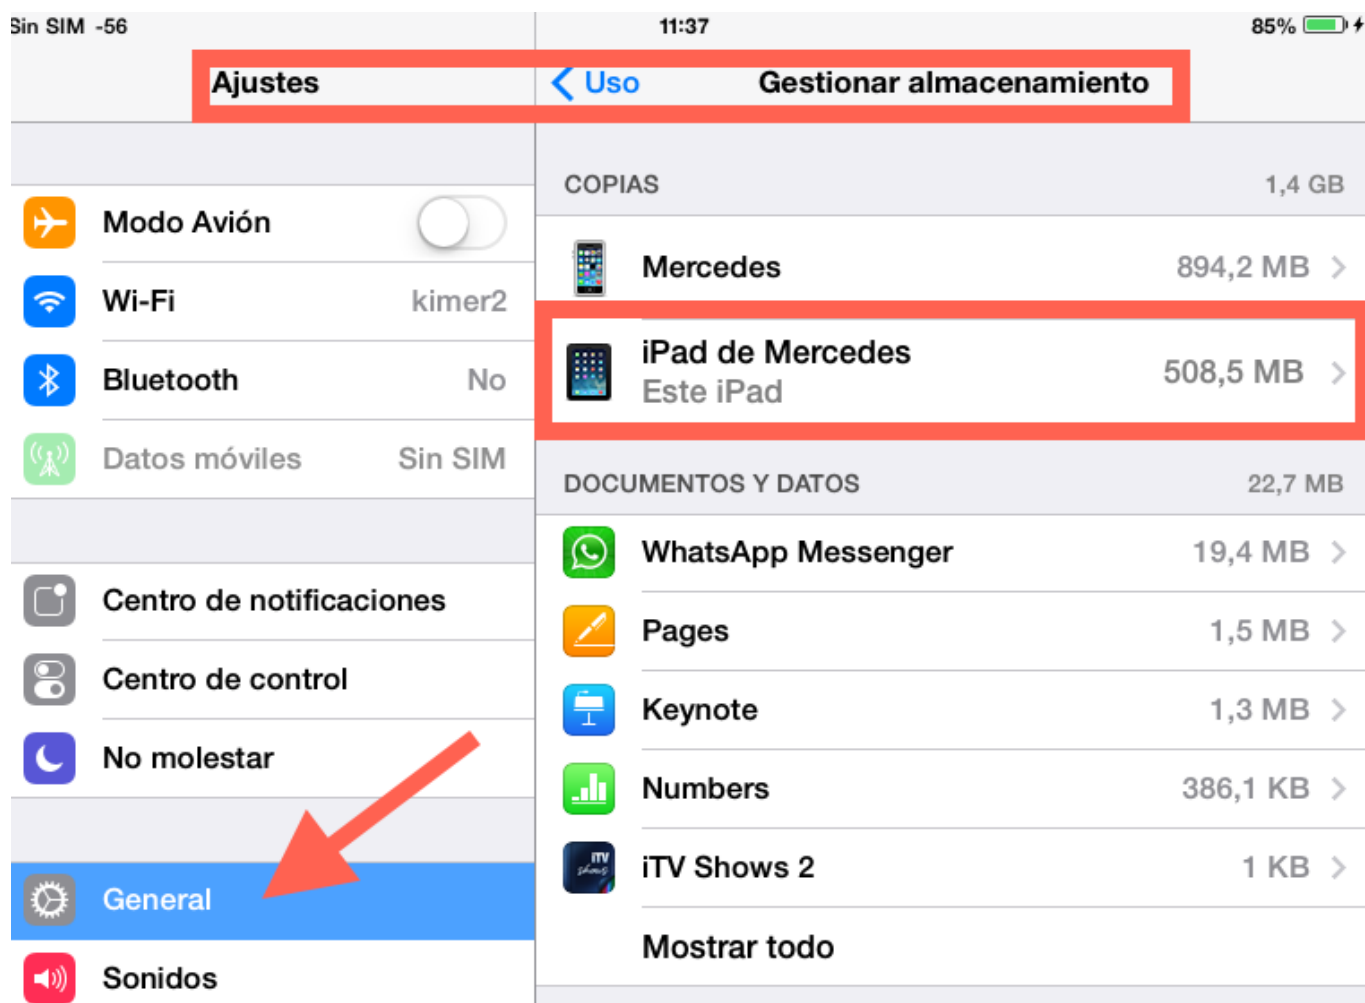 Sin SIM -56
11:37
85%
Ajustes
Uso
Gestionar almacenamiento
Modo Avión
Wi-Fi
kimer2
Bluetooth
No
Datos móviles
Sin SIM
Centro de notificaciones
Centro de control
No molestar
General
Sonidos
COPIAS
1,4 GB
Mercedes
894,2 MB
iPad de Mercedes
Este iPad
508,5 MB
DOCUMENTOS Y DATOS
22,7 MB
WhatsApp Messenger
19,4 MB
Pages
1,5 MB
Keynote
1,3 MB
Numbers
386,1 KB
iTV
shows
iTV Shows 2
1 KB
Mostrar todo